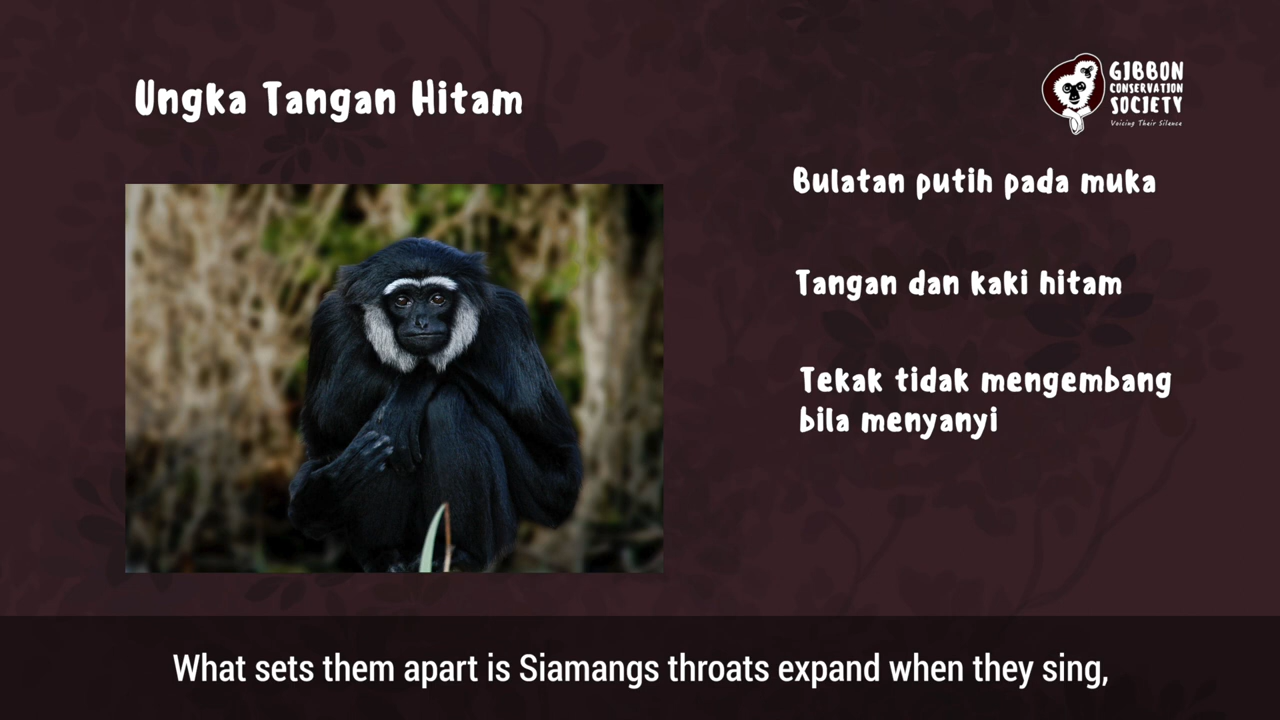 Ungka Tangan Hitam
GIBBON
CONSERVATION
SOCIETY
Voicing Their Silence
Bulatan putih pada muka
Tangan dan kaki hitam
Tekak tidak mengembang
bila menyanyi
What sets them apart is Siamangs throats expand when they sing,